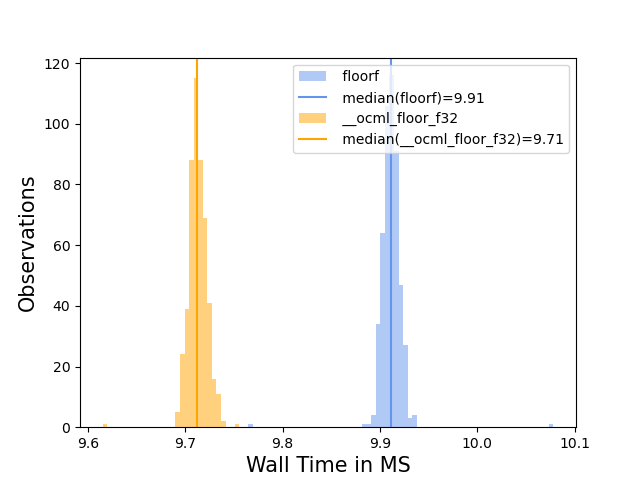 floorf
median(floorf)=9.91
__ocml_floor_f32
median(__ocml_floor_f32)=9.71
120
100
80
60
40
20
0
Observations
9.6 9.7 9.8 9.9 10.0 10.1
Wall Time in MS